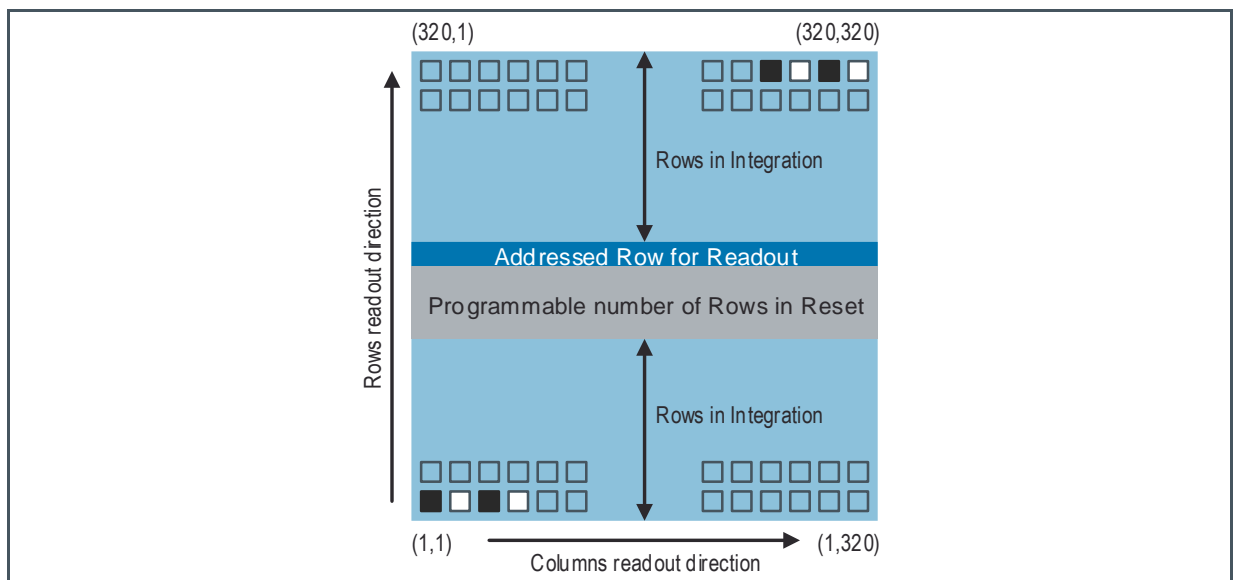 (320,1)
(320,320)
Rows in Integration
Rows readout direction
Addressed Row for Readout
Programmable number of Rows in Reset
Rows in Integration
(1,1)
(1,320)
Columns readout direction